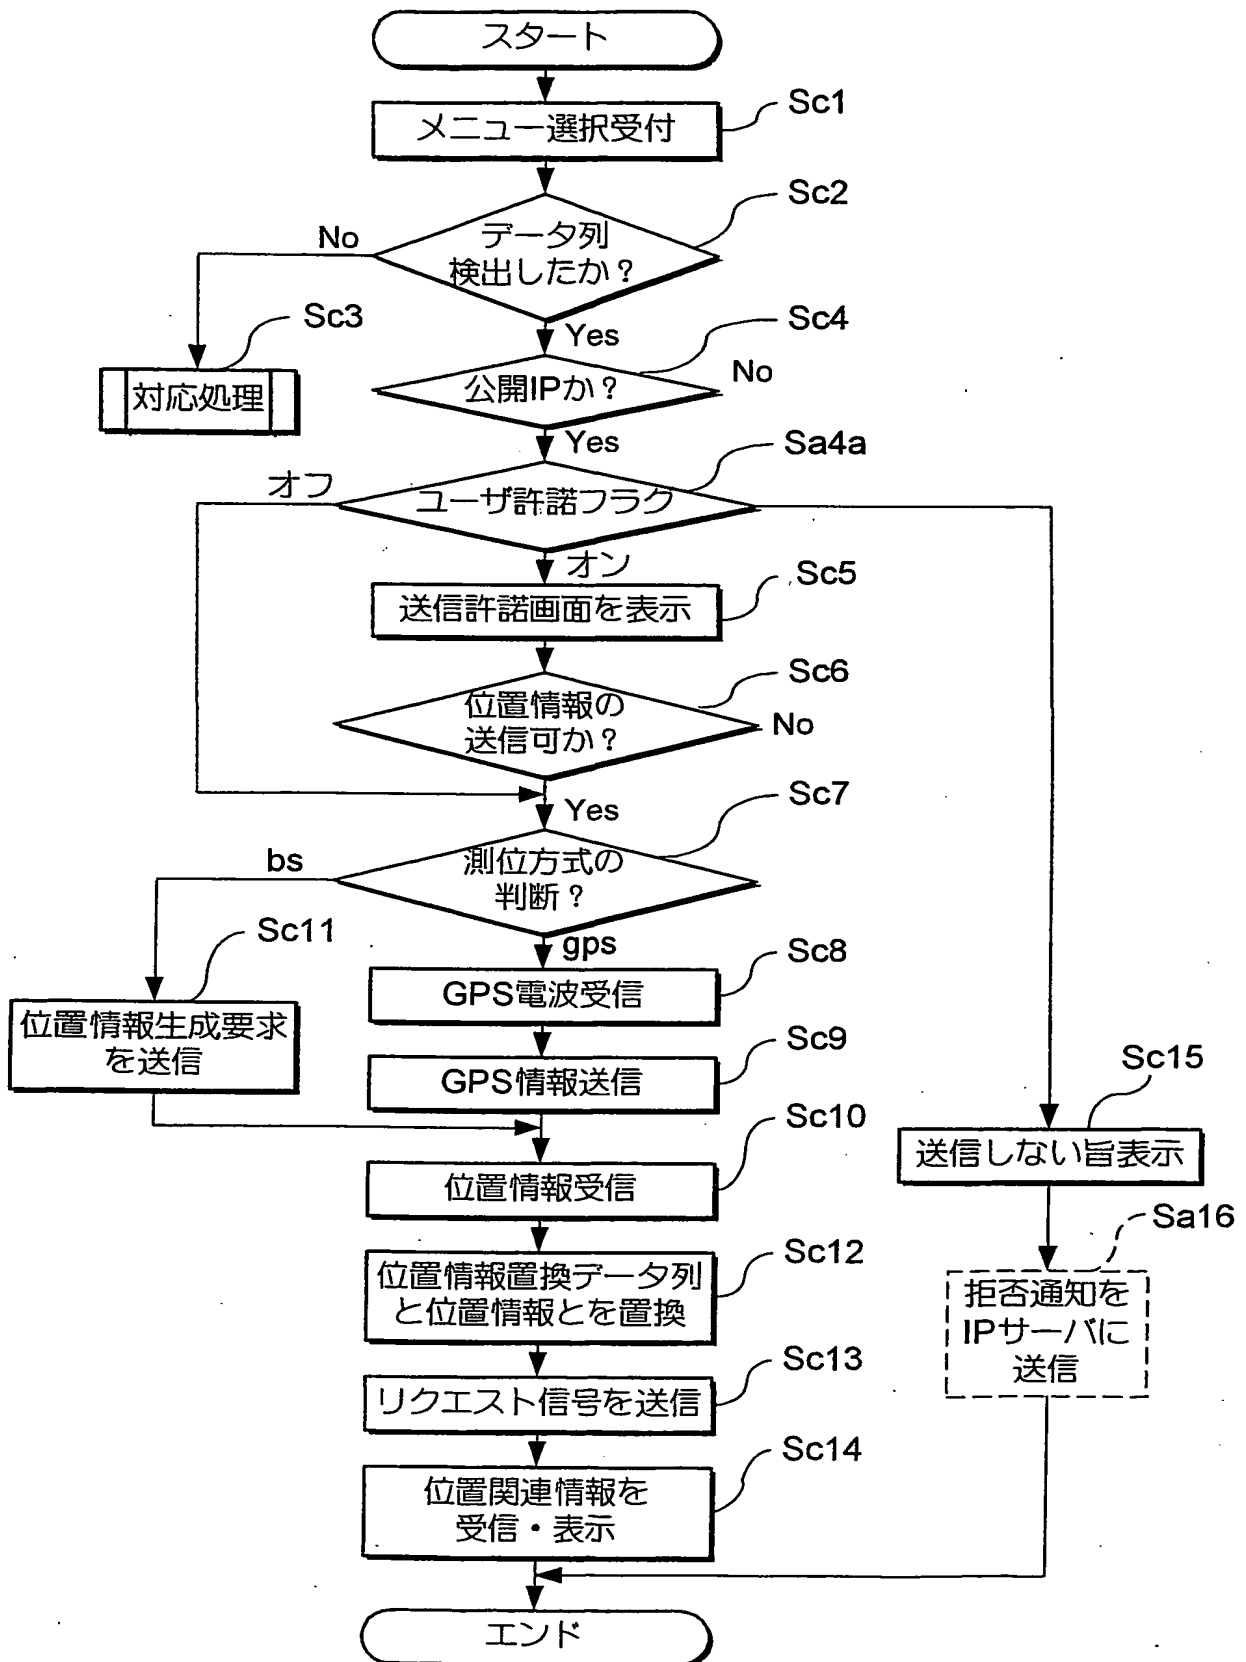 スタート
メニュー選択受付
Sc1
データ列
検出したか？
Sc2
No
Yes
対応処理
Sc3
公開IPか？
Sc4
No
Yes
ユーザ許諾フラク
Sa4a
オフ
オン
送信許諾画面を表示
Sc5
位置情報の
送信可か？
Sc6
No
Yes
測位方式の
判断？
Sc7
bs
gps
位置情報生成要求
を送信
Sc11
GPS電波受信
Sc8
GPS情報送信
Sc9
位置情報受信
Sc10
位置情報置換データ列
と位置情報とを置換
Sc12
リクエスト信号を送信
Sc13
位置関連情報を
受信・表示
Sc14
送信しない旨表示
Sc15
拒否通知を
IPサーバに
送信
Sa16
エンド